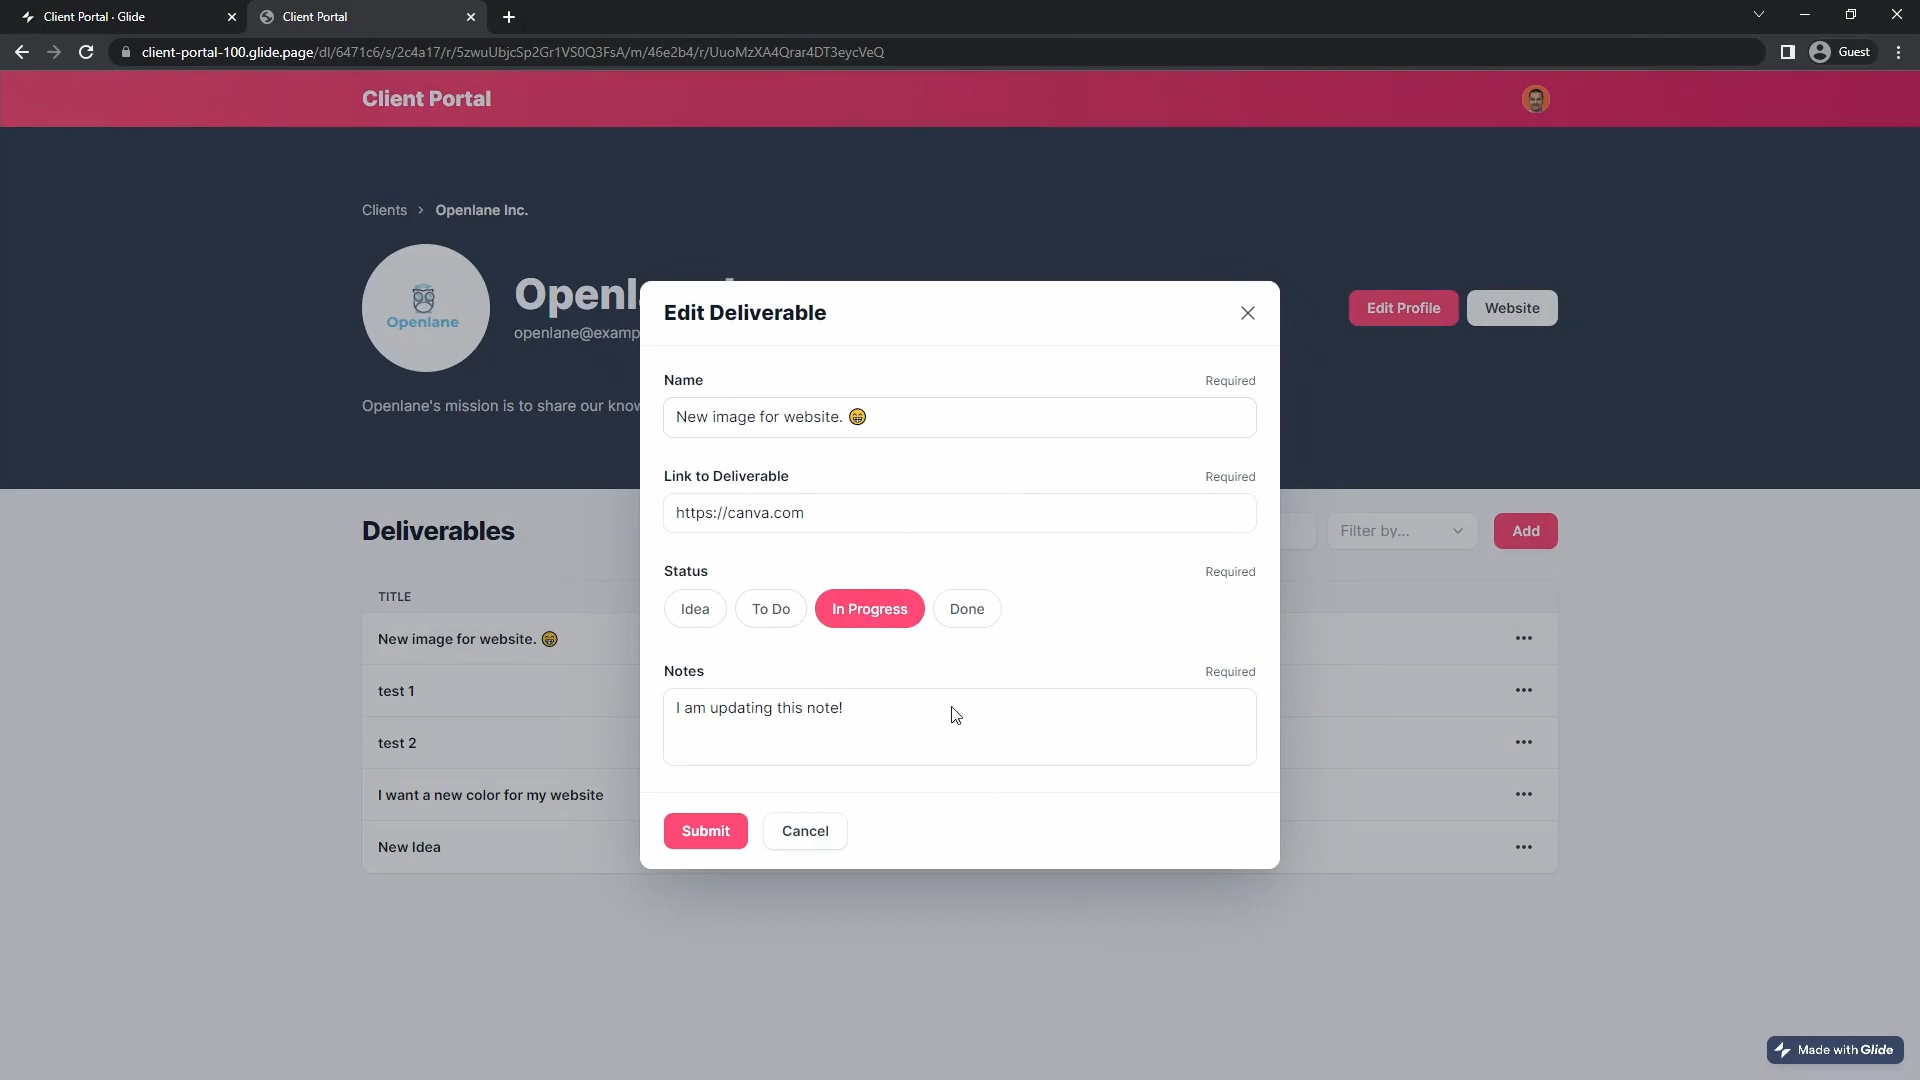 Client Portal · Glide
Client Portal
client-portal-100.glide.page/dl/6471c6/s/2c4a17/r/5zwuUbjcSp2Gr1VS0Q3FsA/m/46e2b4/r/UuoMzXA4Qrar4DT3eycVeQ
Guest
Client Portal
Clients > Openlane Inc.
Openlane
Openl
openlane@examp
Edit Profile
Website
Openlane's mission is to share our know
Edit Deliverable
Name
Required
New image for website. 😁
Link to Deliverable
Required
https://canva.com
Status
Required
Idea
To Do
In Progress
Done
Notes
Required
I am updating this note!
Submit
Cancel
Deliverables
Filter by...
Add
TITLE
New image for website. 😁
test 1
test 2
I want a new color for my website
New Idea
Made with Glide